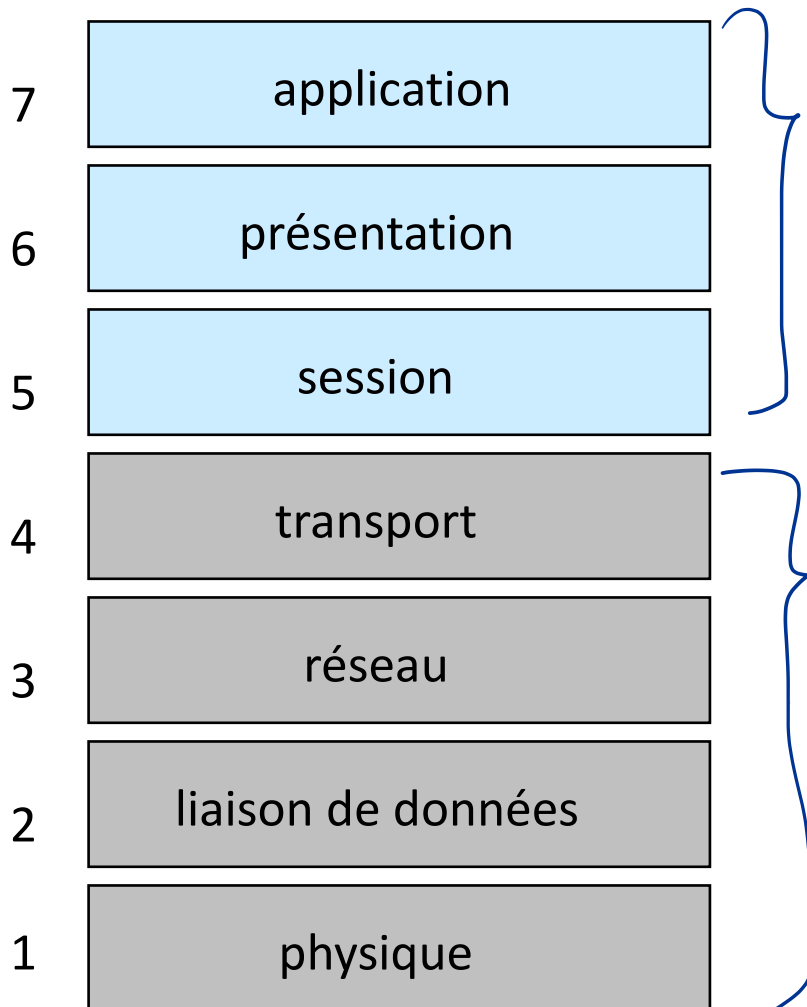 7 application
6 présentation
5 session
4 transport
3 réseau
2 liaison de données
1 physique